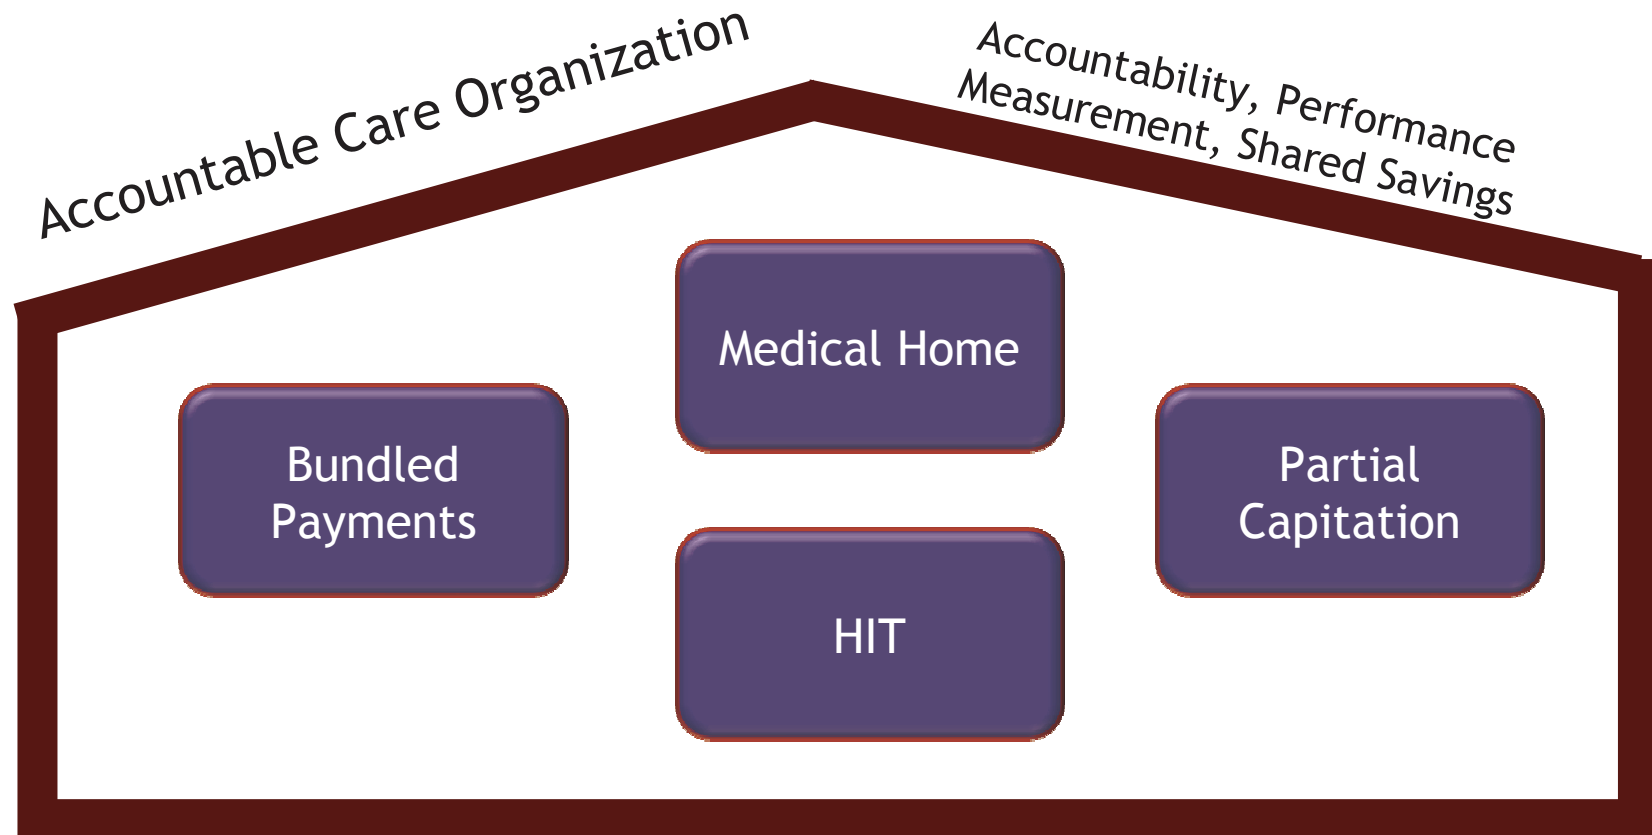 Accountable Care Organization
Accountability, Performance
Measurement, Shared Savings
Medical Home
Bundled
Payments
Partial
Capitation
HIT